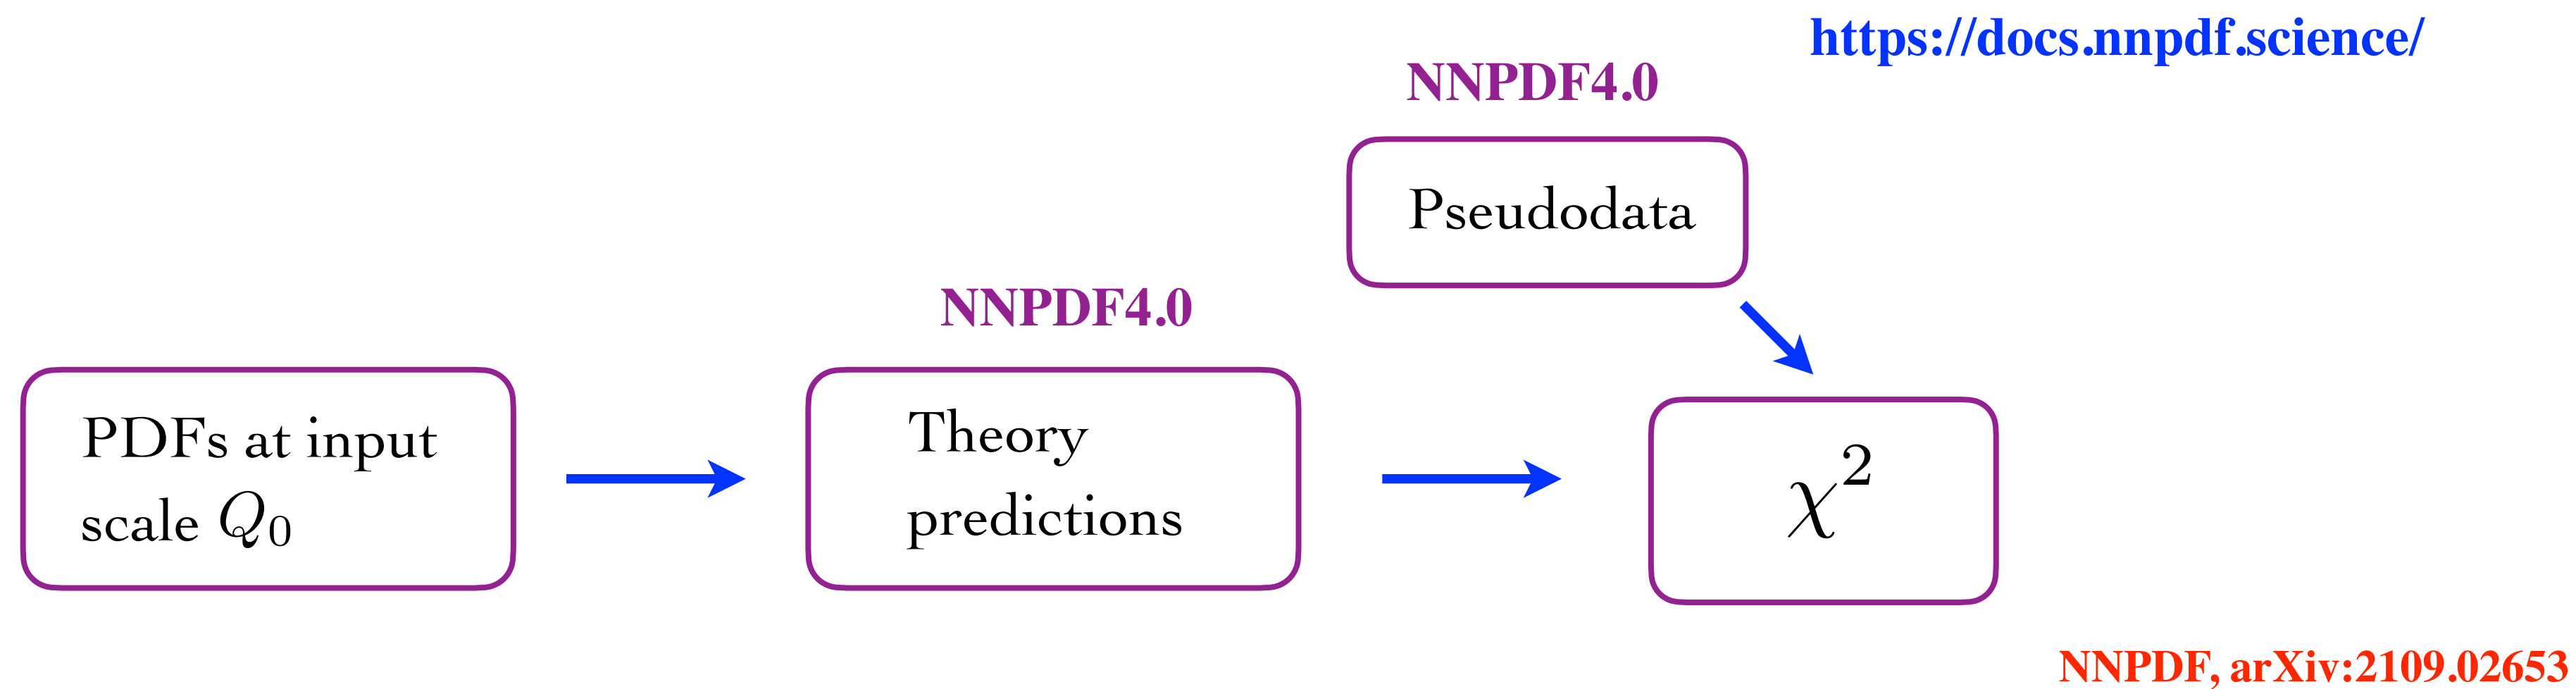 https://docs.nnpdf.science/
NNPDF4.0
Pseudodata
NNPDF4.0
PDFs at input
scale Q₀
Theory
predictions
χ²
NNPDF, arXiv:2109.02653